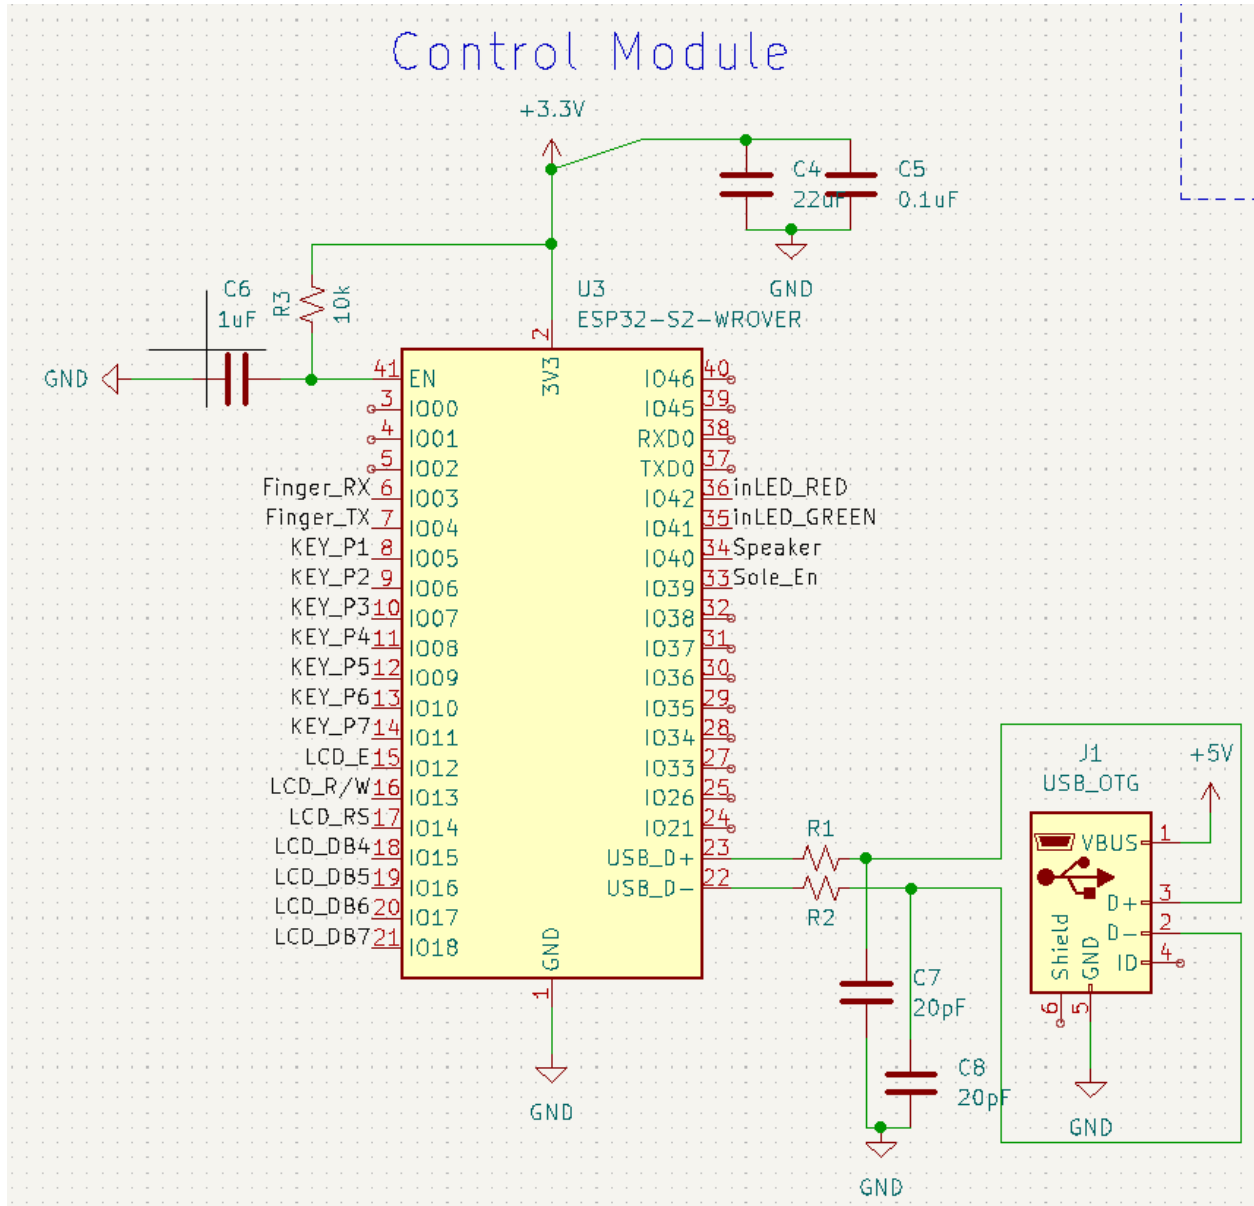 Control Module
+3.3V
C4
22uF
C5
0.1uF
GND
C6
1uF
R3
10k
GND
U3
ESP32-S2-WROVER
2
3V3
41 EN
3 IO00
4 IO01
5 IO02
Finger_RX 6 IO03
Finger_TX 7 IO04
KEY_P1 8 IO05
KEY_P2 9 IO06
KEY_P3 10 IO07
KEY_P4 11 IO08
KEY_P5 12 IO09
KEY_P6 13 IO10
KEY_P7 14 IO11
LCD_E 15 IO12
LCD_R/W 16 IO13
LCD_RS 17 IO14
LCD_DB4 18 IO15
LCD_DB5 19 IO16
LCD_DB6 20 IO17
LCD_DB7 21 IO18
IO46 40
IO45 39
RXD0 38
TXD0 37
IO42 36 inLED_RED
IO41 35 inLED_GREEN
IO40 34 Speaker
IO39 33 Sole_En
IO38 32
IO37 31
IO36 30
IO35 29
IO34 28
IO33 27
IO26 25
IO21 24
USB_D+ 23
USB_D- 22
GND
1
GND
R1
R2
C7
20pF
C8
20pF
GND
J1
USB_OTG
+5V
VBUS 1
D+ 3
D- 2
ID 4
Shield
GND
6
5
GND